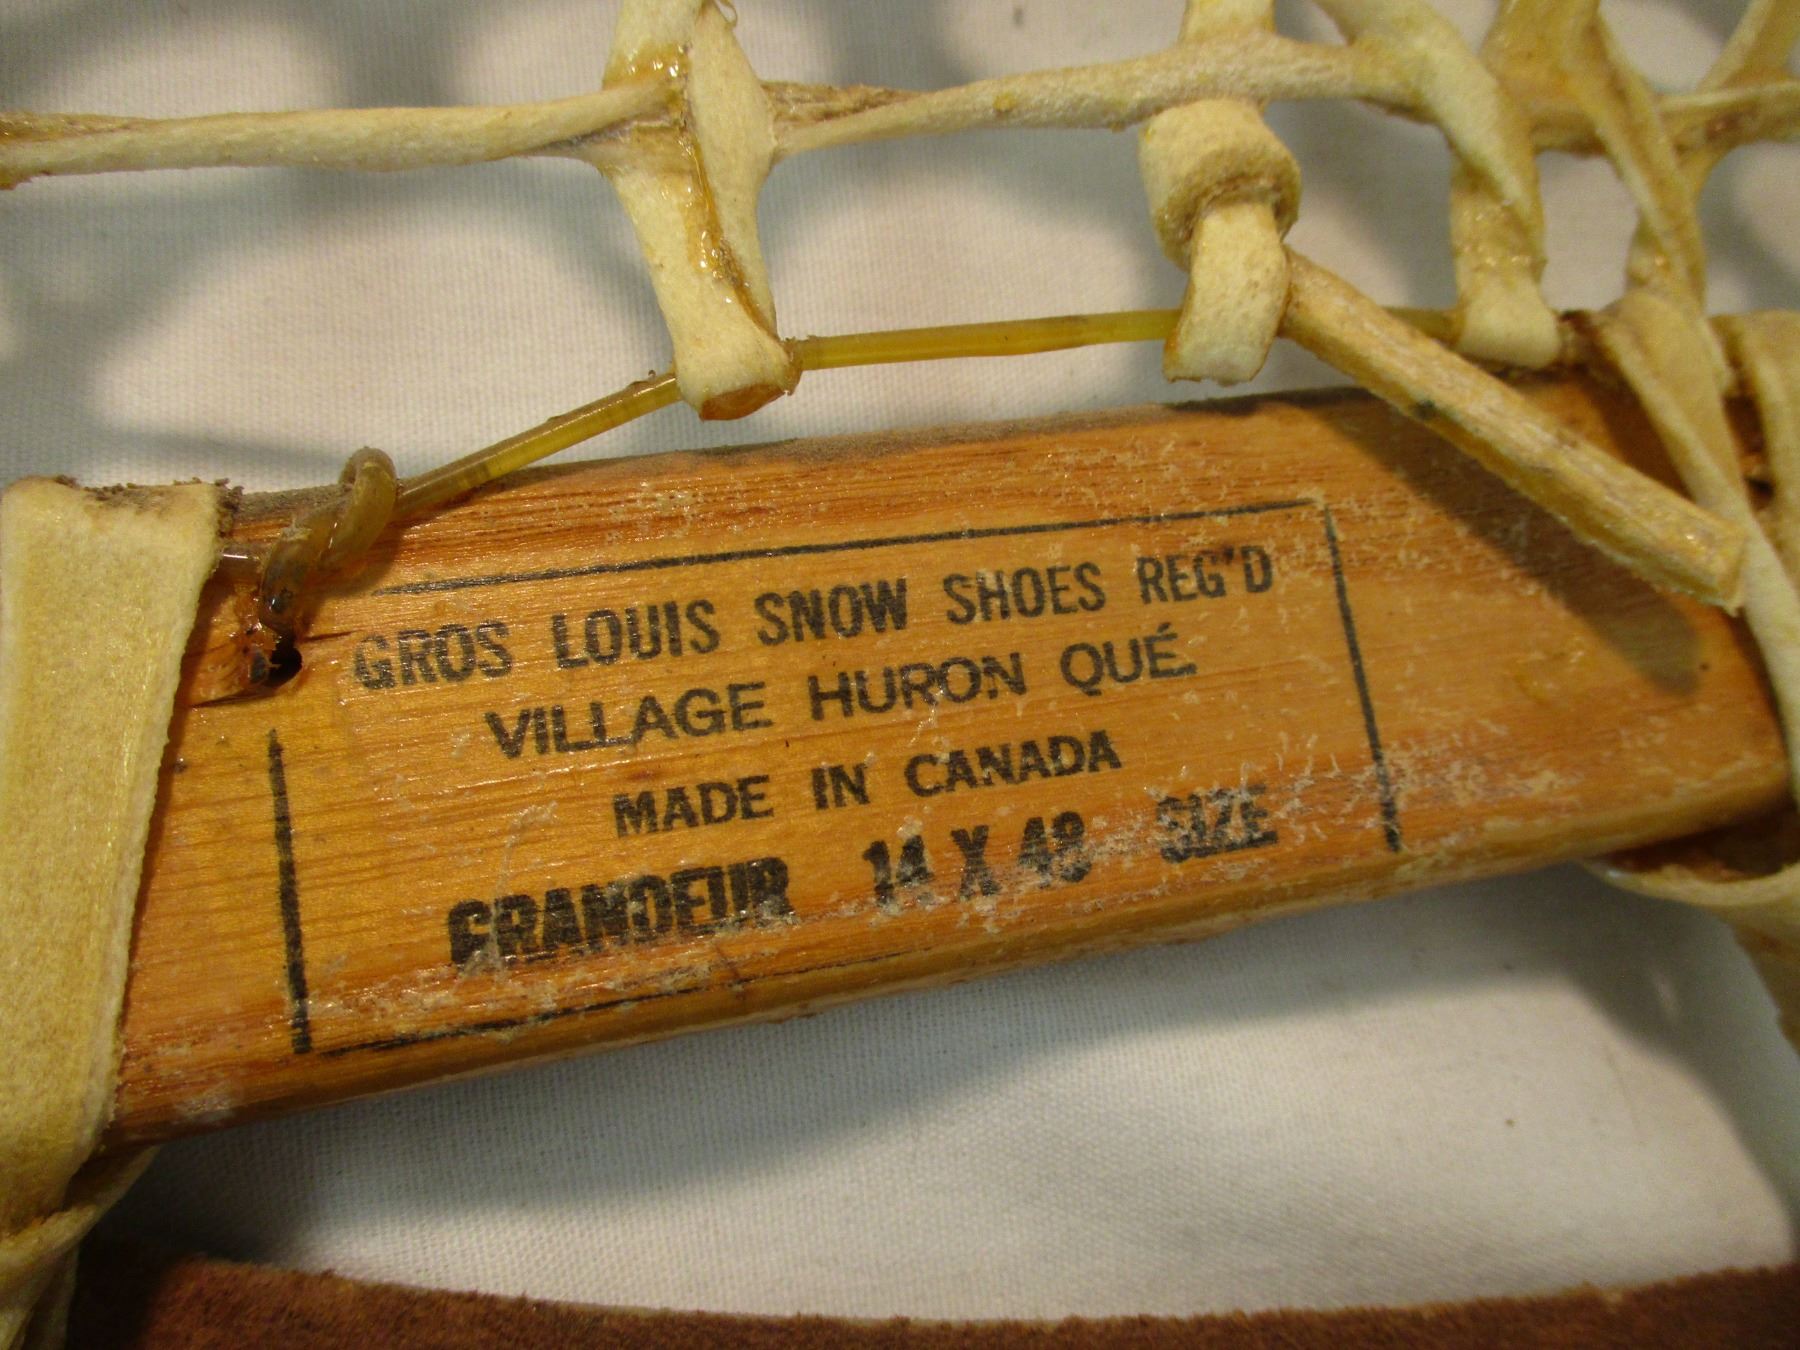 GROS LOUIS SNOW SHOES REG'D
VILLAGE HURON QUÉ.
MADE IN CANADA
GRANDEUR 14 X 48 SIZE